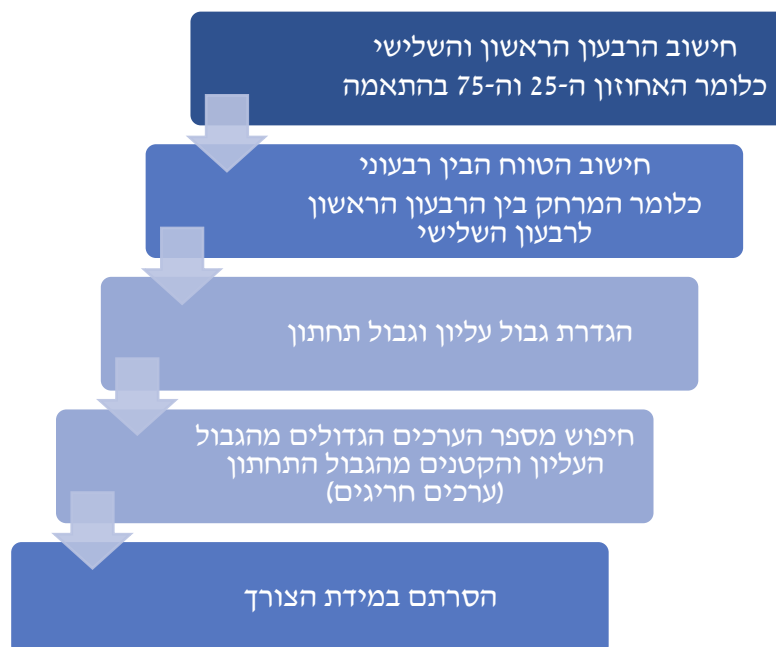 חישוב הרבעון הראשון והשלישי
כלומר האחוזון ה-25 וה-75 בהתאמה
חישוב הטווח הבין רבעוני
כלומר המרחק בין הרבעון הראשון
לרבעון השלישי
הגדרת גבול עליון וגבול תחתון
חיפוש מספר הערכים הגדולים מהגבול
העליון והקטנים מהגבול התחתון
(ערכים חריגים)
הסרתם במידת הצורך